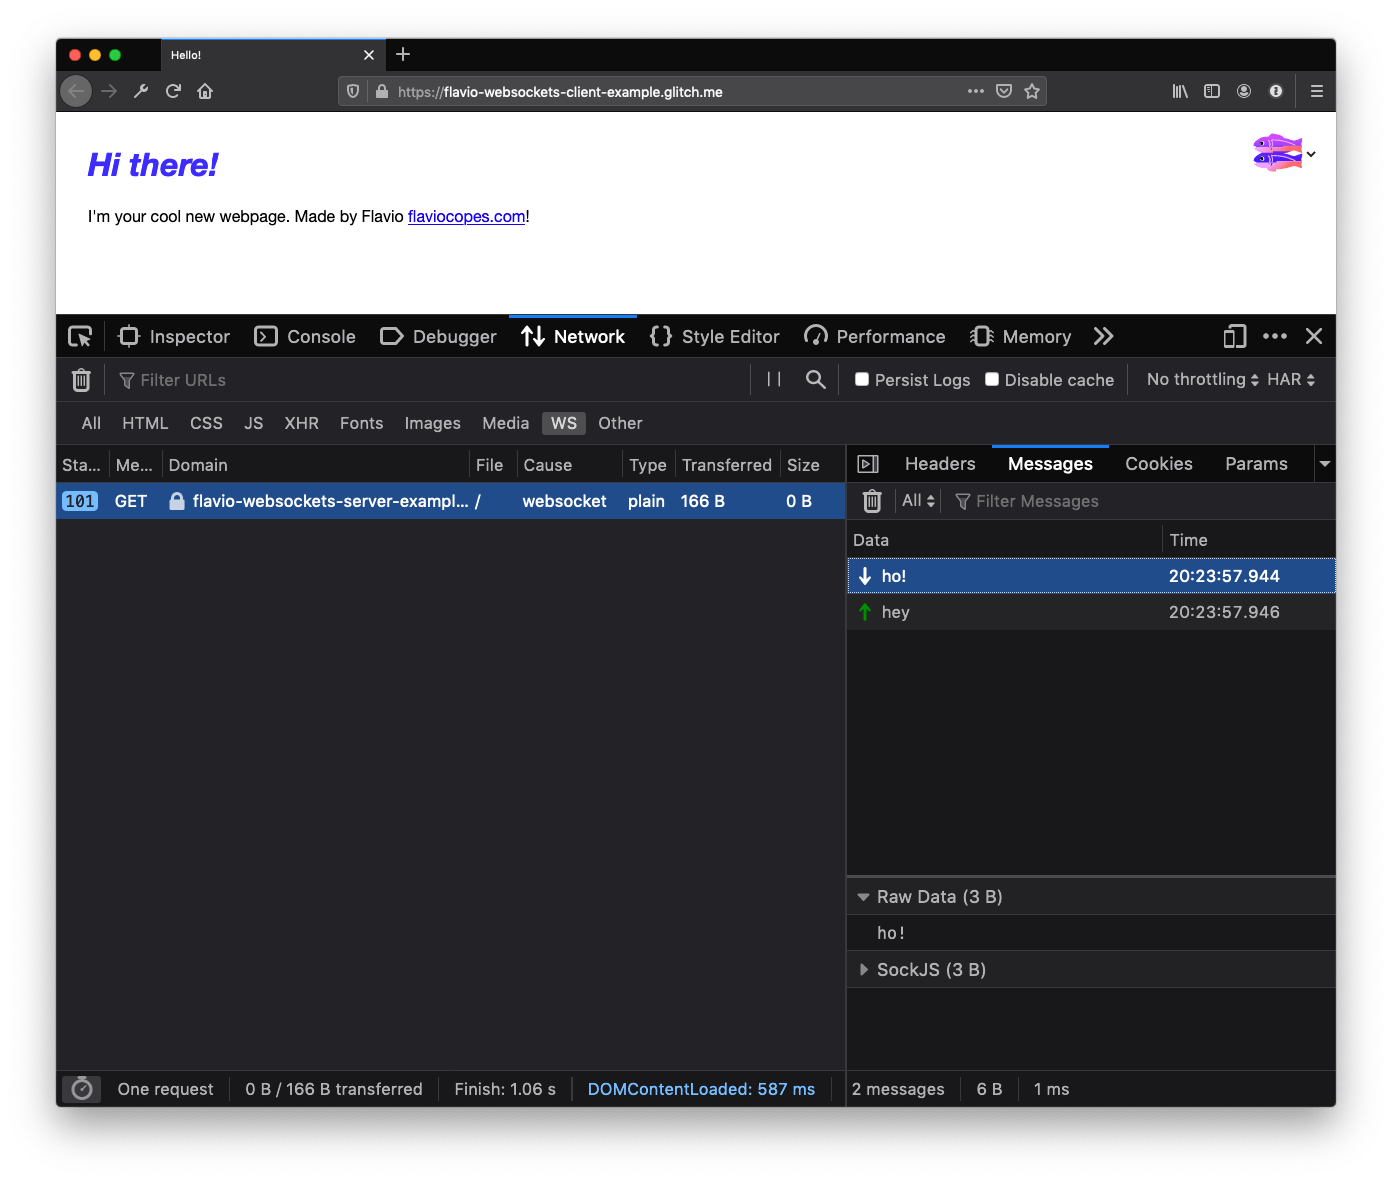 Hello!
https://flavio-websockets-client-example.glitch.me
Hi there!
I'm your cool new webpage. Made by Flavio flaviocopes.com!
Inspector Console Debugger Network Style Editor Performance Memory
Filter URLs Persist Logs Disable cache No throttling HAR
All HTML CSS JS XHR Fonts Images Media WS Other
Sta... Me... Domain File Cause Type Transferred Size
101 GET flavio-websockets-server-exampl... / websocket plain 166 B 0 B
Headers Messages Cookies Params
All Filter Messages
Data Time
ho! 20:23:57.944
hey 20:23:57.946
Raw Data (3 B)
ho!
SockJS (3 B)
One request 0 B / 166 B transferred Finish: 1.06 s DOMContentLoaded: 587 ms 2 messages 6 B 1 ms